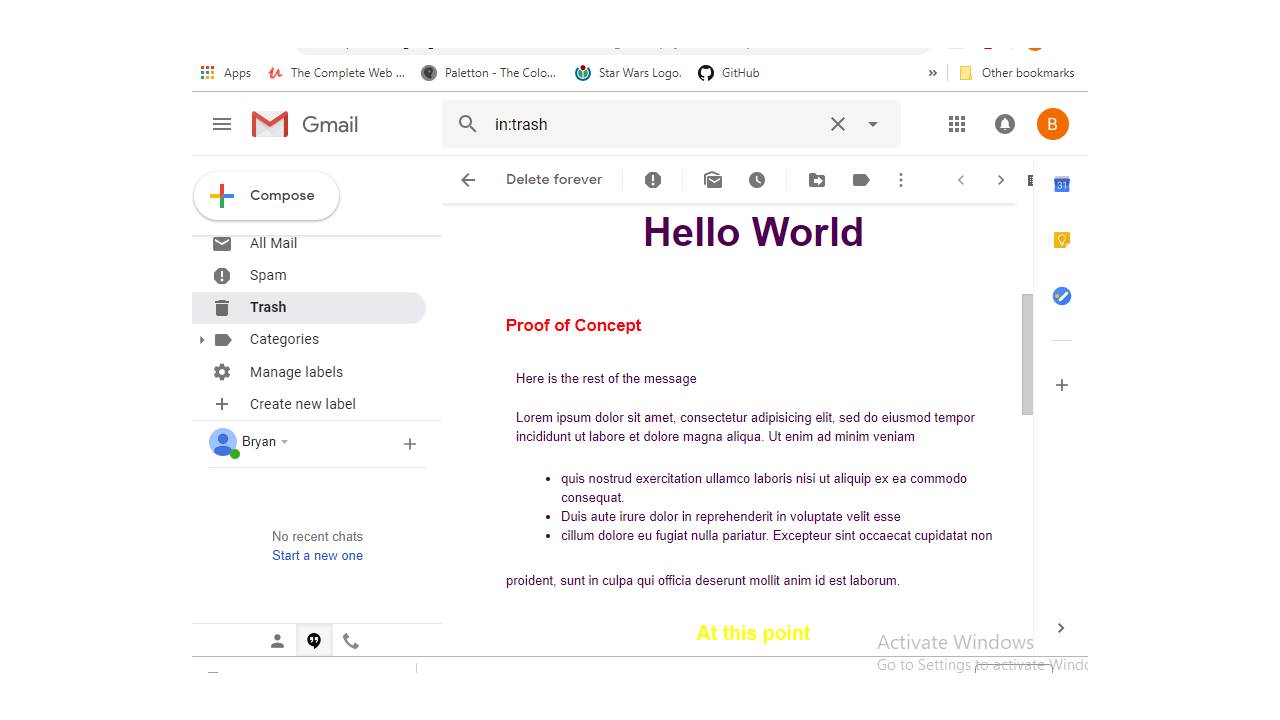 Apps The Complete Web ... Paletton - The Colo... Star Wars Logo. GitHub » Other bookmarks
Gmail in:trash B
Compose Delete forever 31
Hello World
All Mail
Spam
Trash
Categories
Manage labels
Create new label
Bryan
No recent chats
Start a new one
Proof of Concept
Here is the rest of the message
Lorem ipsum dolor sit amet, consectetur adipisicing elit, sed do eiusmod tempor
incididunt ut labore et dolore magna aliqua. Ut enim ad minim veniam
• quis nostrud exercitation ullamco laboris nisi ut aliquip ex ea commodo
consequat.
• Duis aute irure dolor in reprehenderit in voluptate velit esse
• cillum dolore eu fugiat nulla pariatur. Excepteur sint occaecat cupidatat non
proident, sunt in culpa qui officia deserunt mollit anim id est laborum.
At this point
Activate Windows
Go to Settings to activate Windo